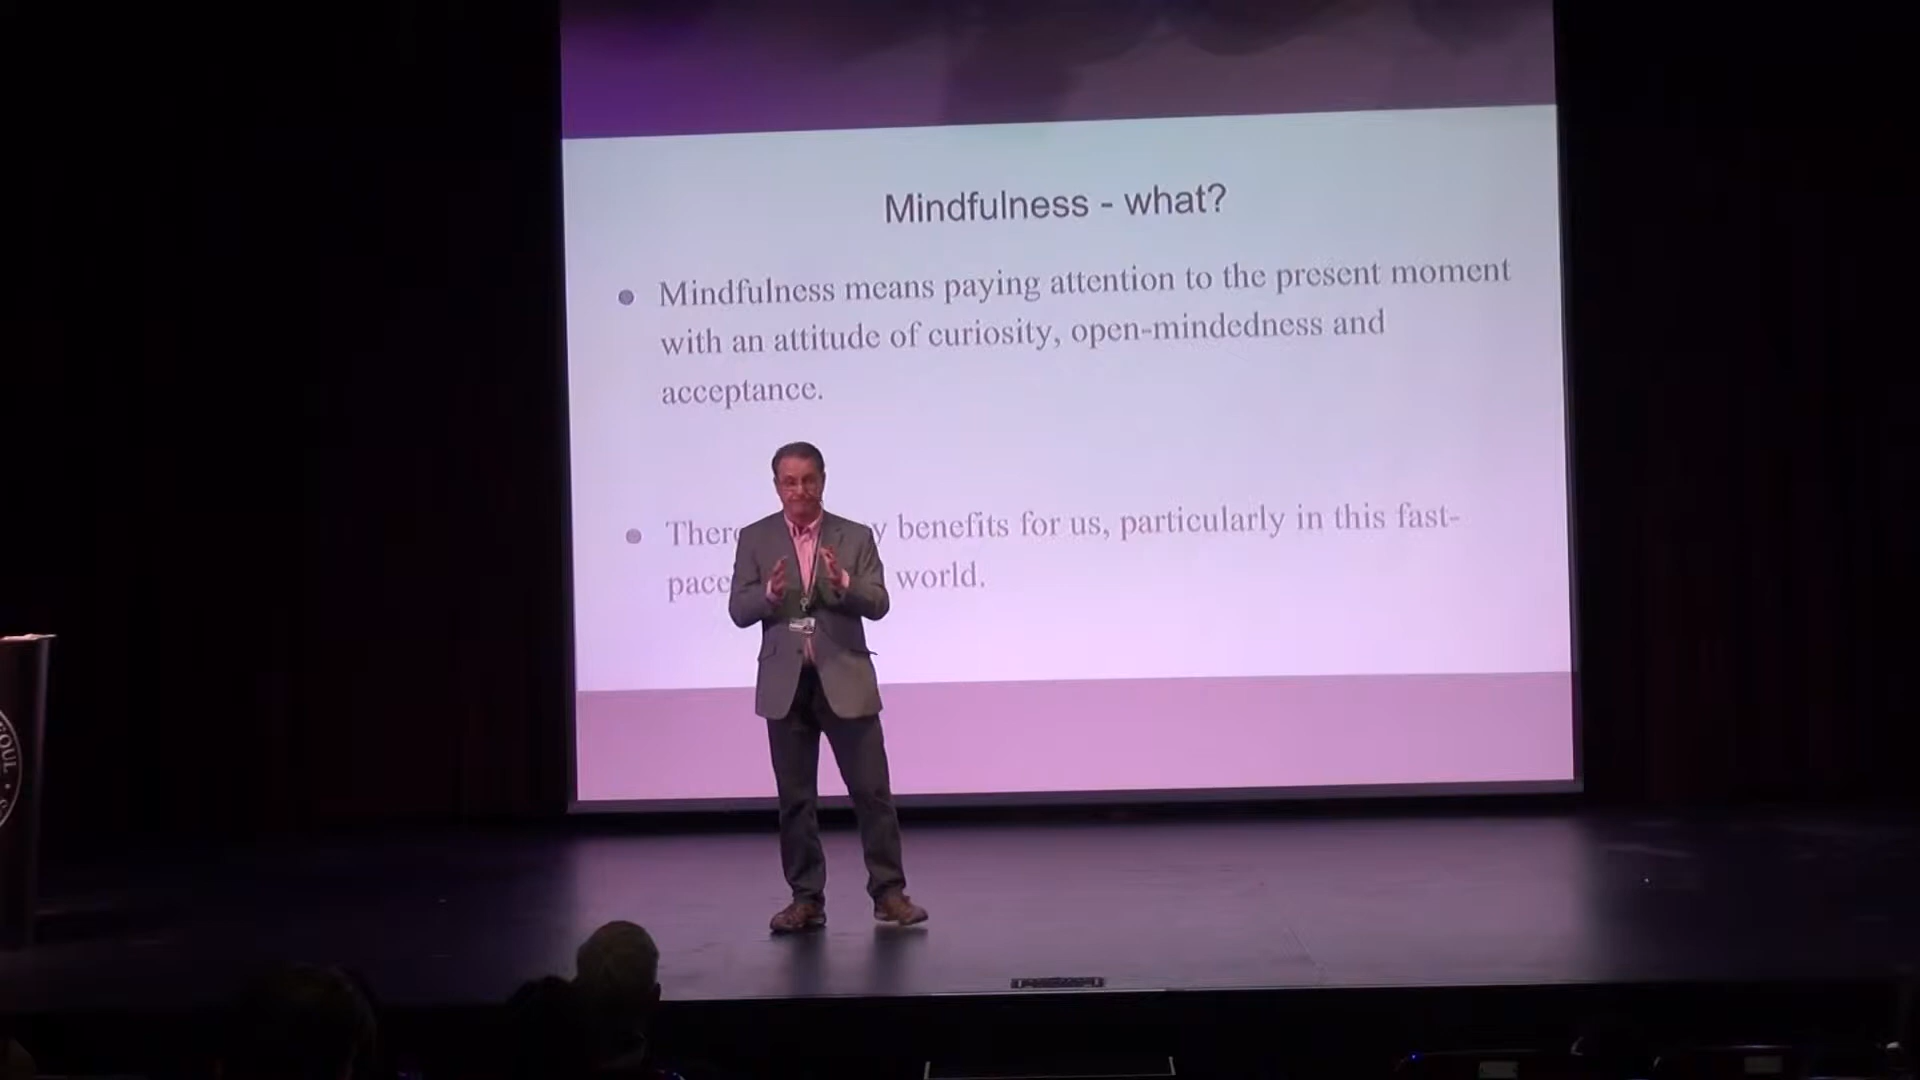 Mindfulness - what?
Mindfulness means paying attention to the present moment
with an attitude of curiosity, open-mindedness and
acceptance.
benefits for us, particularly in this fast-
world.